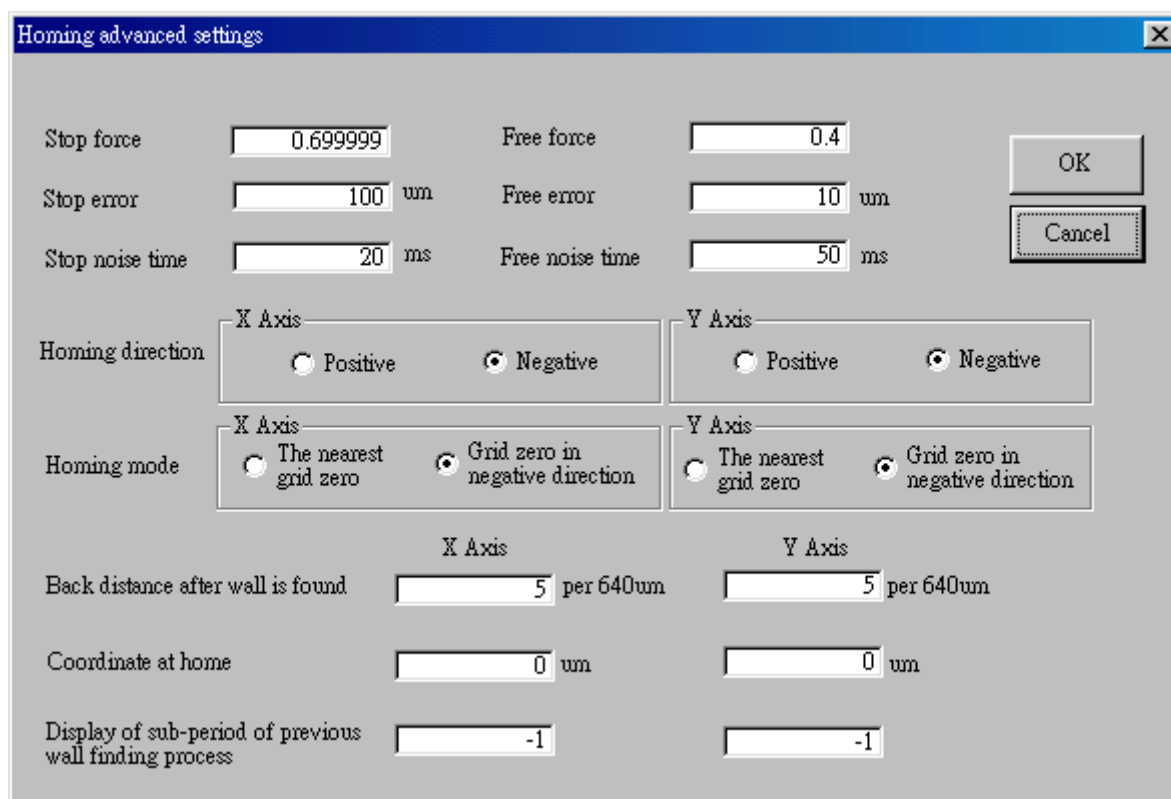 Homing advanced settings
Stop force 0.699999 Free force 0.4
OK
Stop error 100 um Free error 10 um
Cancel
Stop noise time 20 ms Free noise time 50 ms
X Axis Y Axis
Homing direction Positive Negative Positive Negative
X Axis Y Axis
Homing mode The nearest grid zero Grid zero in negative direction The nearest grid zero Grid zero in negative direction
X Axis Y Axis
Back distance after wall is found 5 per 640um 5 per 640um
Coordinate at home 0 um 0 um
Display of sub-period of previous
wall finding process -1 -1